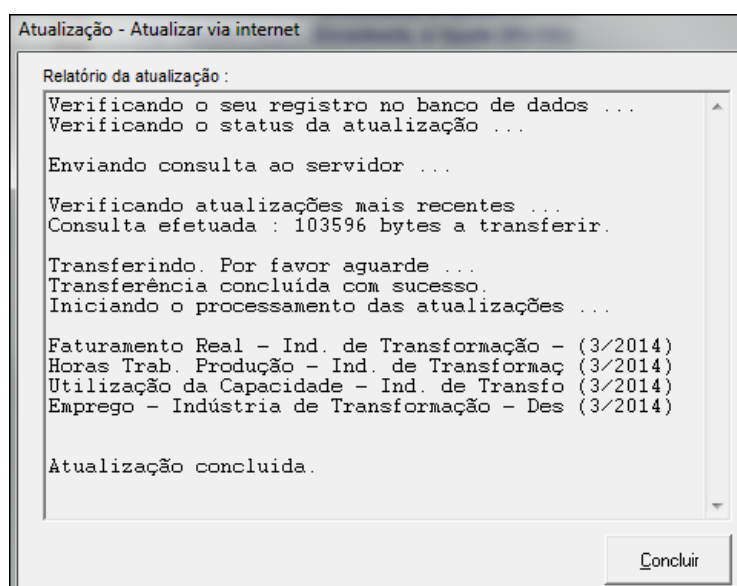 Atualização - Atualizar via internet
Relatório da atualização :
Verificando o seu registro no banco de dados ...
Verificando o status da atualização ...
Enviando consulta ao servidor ...
Verificando atualizações mais recentes ...
Consulta efetuada : 103596 bytes a transferir.
Transferindo. Por favor aguarde ...
Transferência concluída com sucesso.
Iniciando o processamento das atualizações ...
Faturamento Real - Ind. de Transformação - (3/2014)
Horas Trab. Produção - Ind. de Transformaç (3/2014)
Utilização da Capacidade - Ind. de Transfo (3/2014)
Emprego - Indústria de Transformação - Des (3/2014)
Atualização concluida.
Concluir